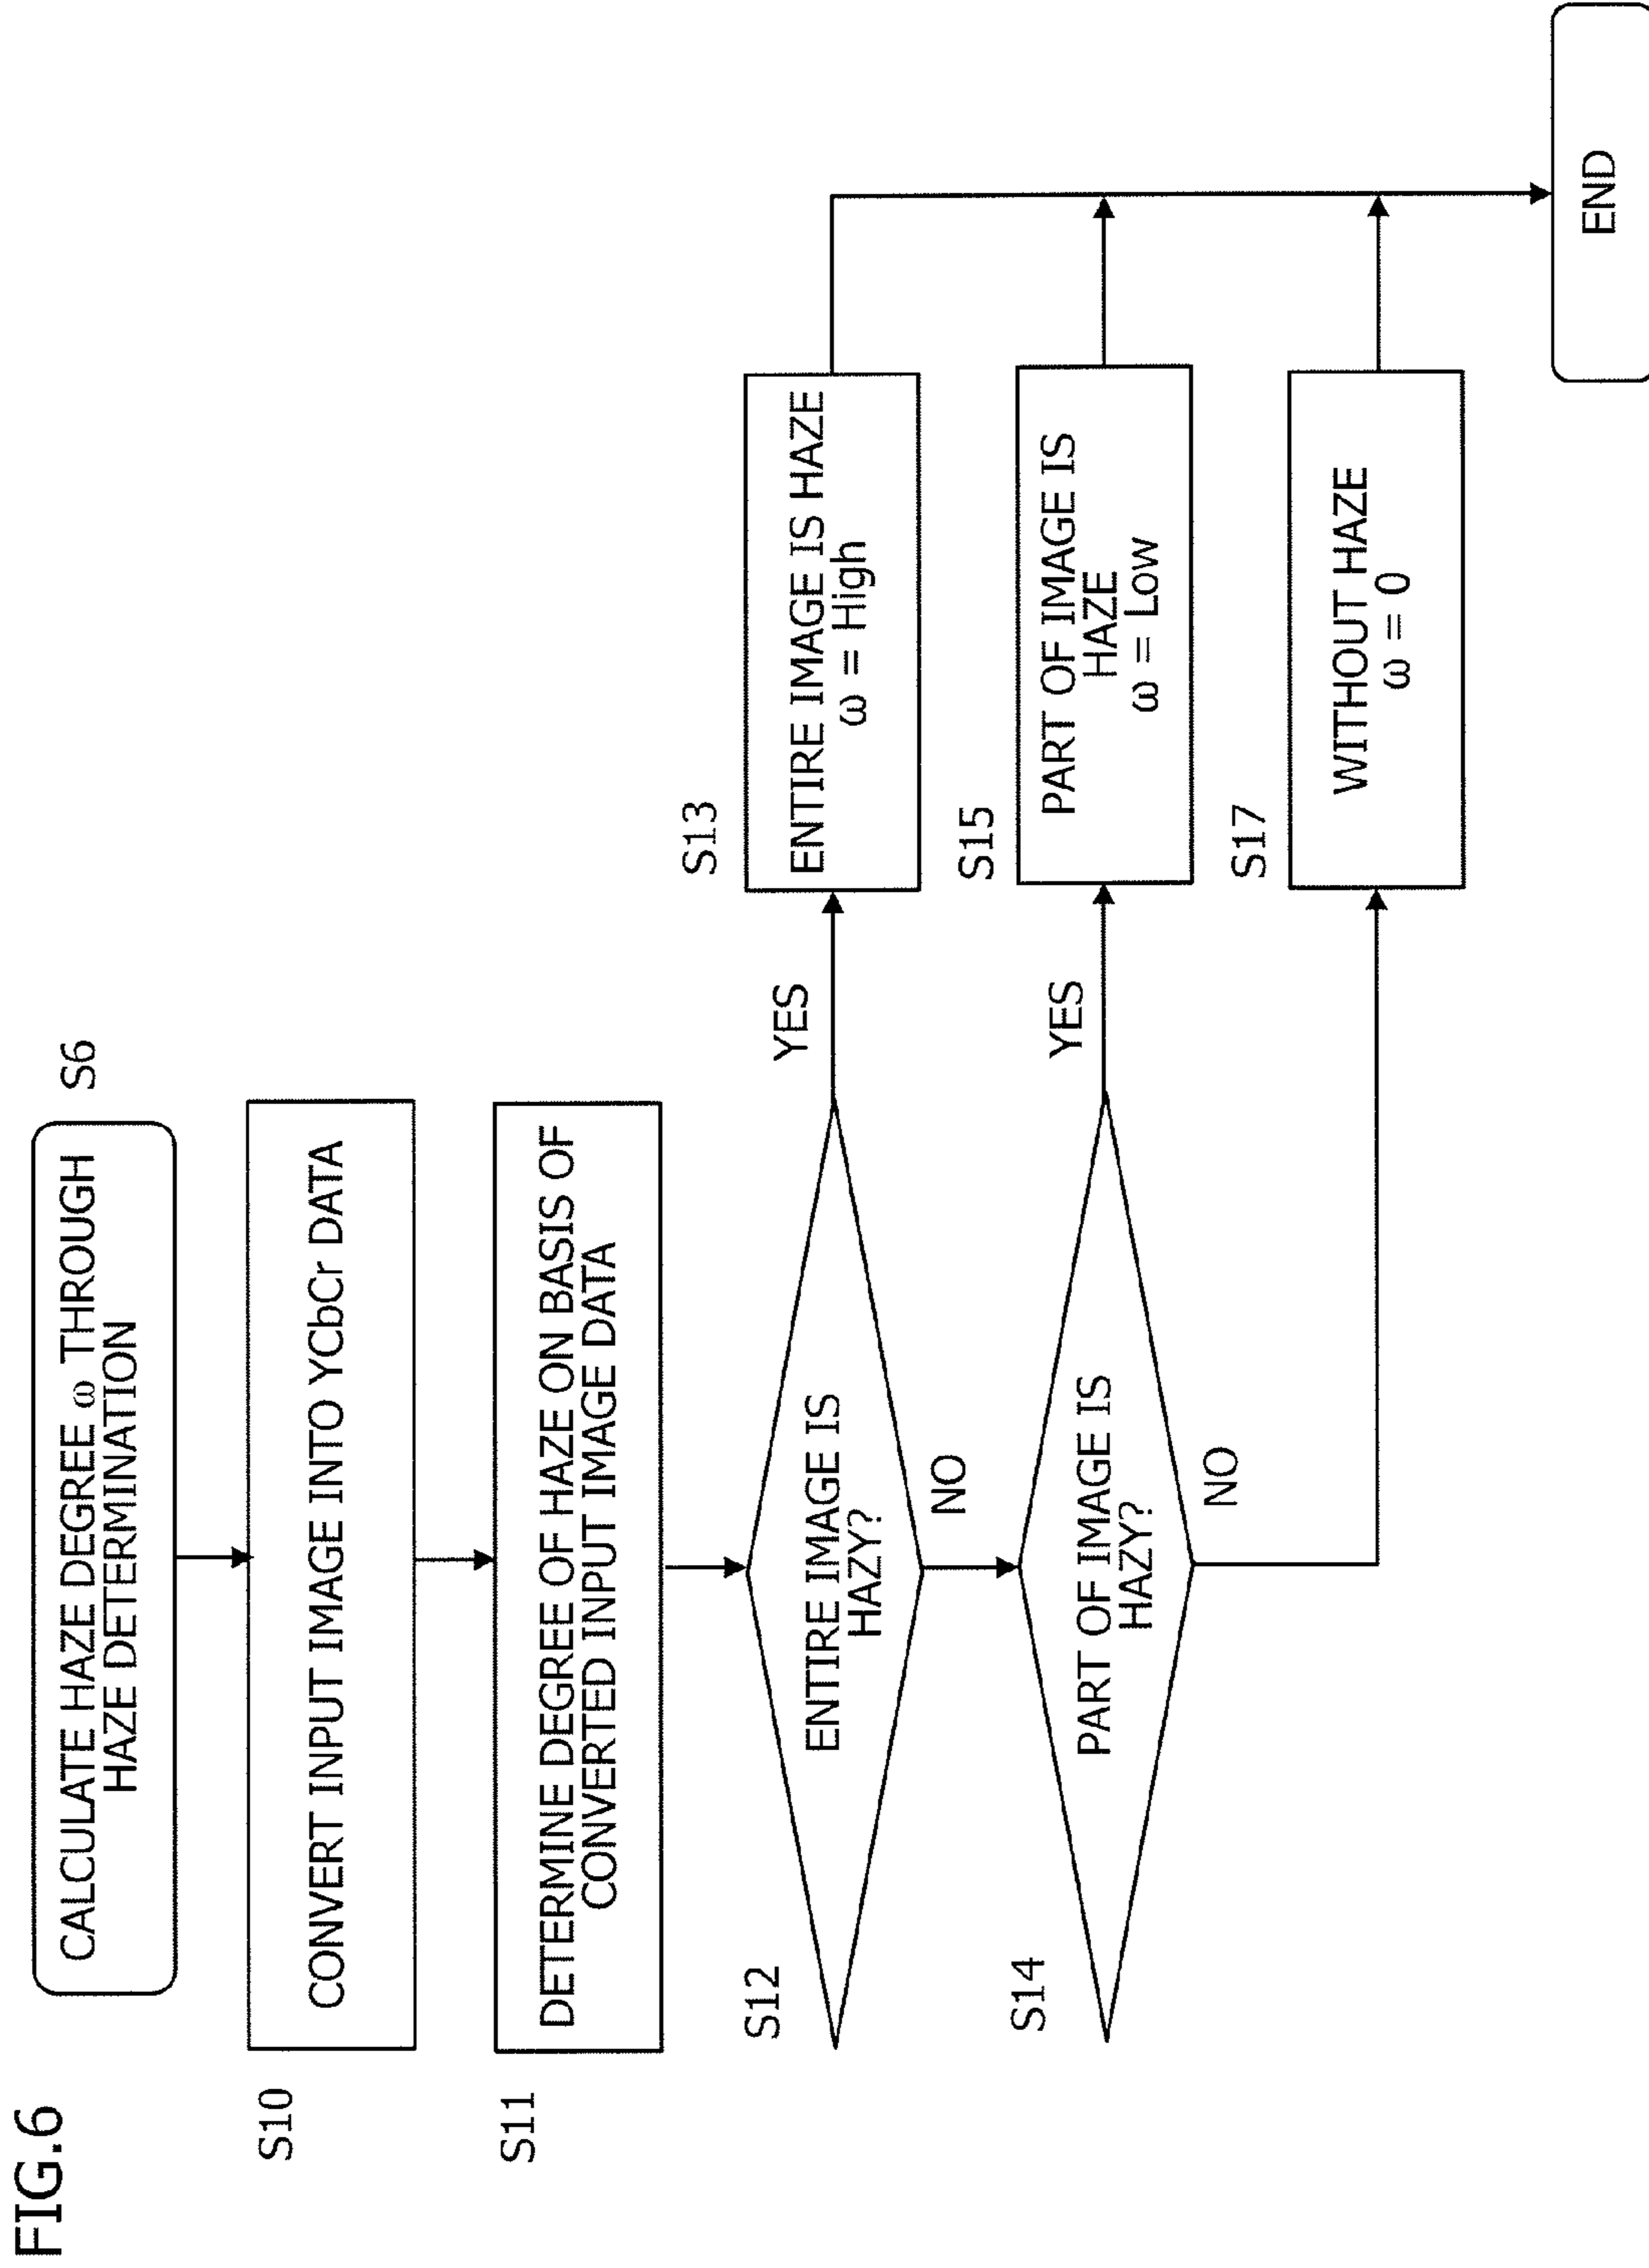 FIG.6
CALCULATE HAZE DEGREE ω THROUGH
HAZE DETERMINATION
S6
S10
CONVERT INPUT IMAGE INTO YCbCr DATA
S11
DETERMINE DEGREE OF HAZE ON BASIS OF
CONVERTED INPUT IMAGE DATA
S12
ENTIRE IMAGE IS
HAZY?
YES
NO
S13
ENTIRE IMAGE IS HAZE
ω = High
S14
PART OF IMAGE IS
HAZY?
YES
NO
S15
PART OF IMAGE IS
HAZE
ω = Low
S17
WITHOUT HAZE
ω = 0
END